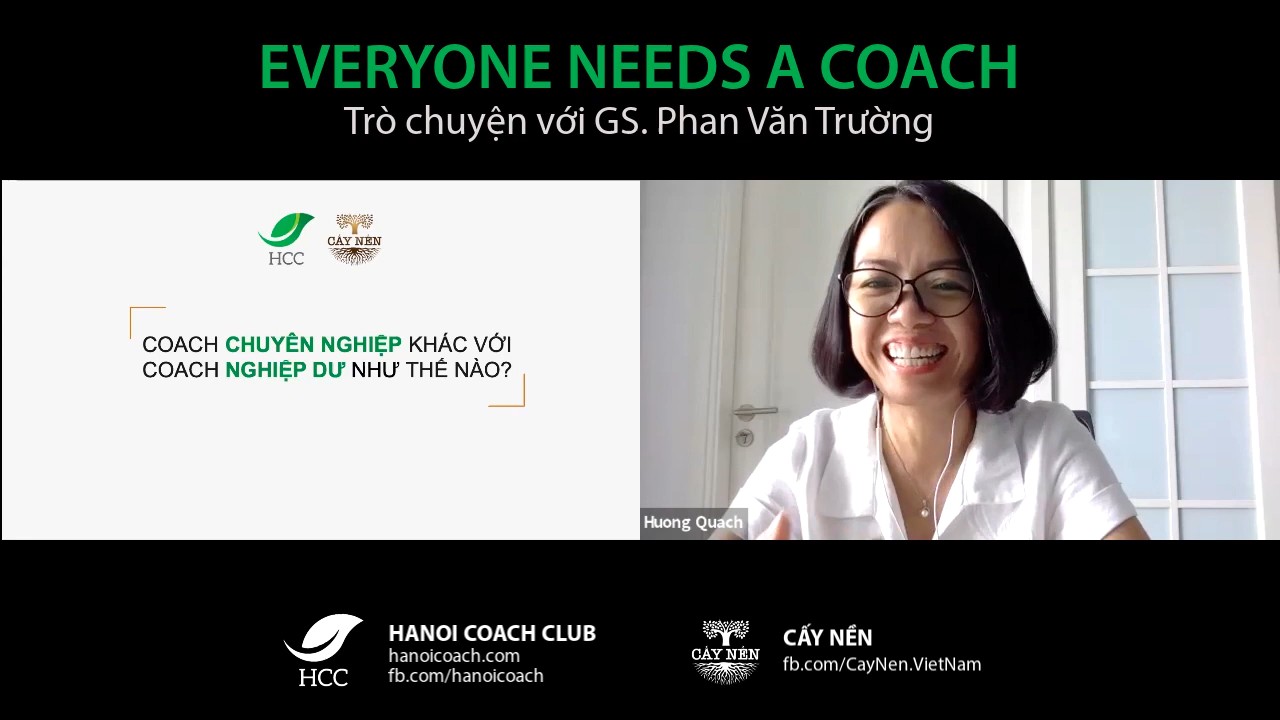 EVERYONE NEEDS A COACH
Trò chuyện với GS. Phan Văn Trường
HCC
CẤY NỀN
COACH CHUYÊN NGHIỆP KHÁC VỚI
COACH NGHIỆP DƯ NHƯ THẾ NÀO?
Huong Quach
HCC
HANOI COACH CLUB
hanoicoach.com
fb.com/hanoicoach
CẤY NỀN
CẤY NỀN
fb.com/CayNen.VietNam